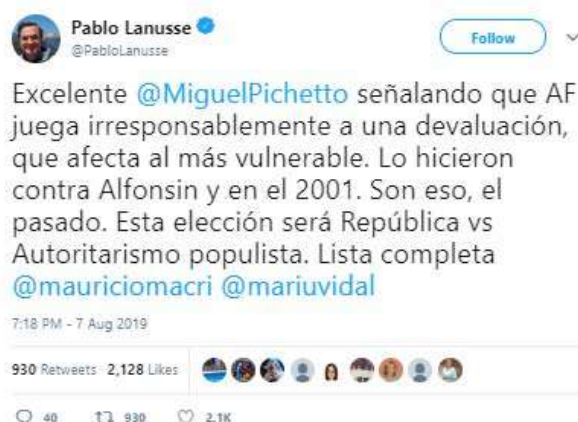 Pablo Lanusse
@PabloLanusse
Follow
Excelente @MiguelPichetto señalando que AF
juega irresponsablemente a una devaluación,
que afecta al más vulnerable. Lo hicieron
contra Alfonsin y en el 2001. Son eso, el
pasado. Esta elección será República vs
Autoritarismo populista. Lista completa
@mauriciomacri @mariuvidal
7:18 PM - 7 Aug 2019
930 Retweets 2,128 Likes
40 930 2.1K